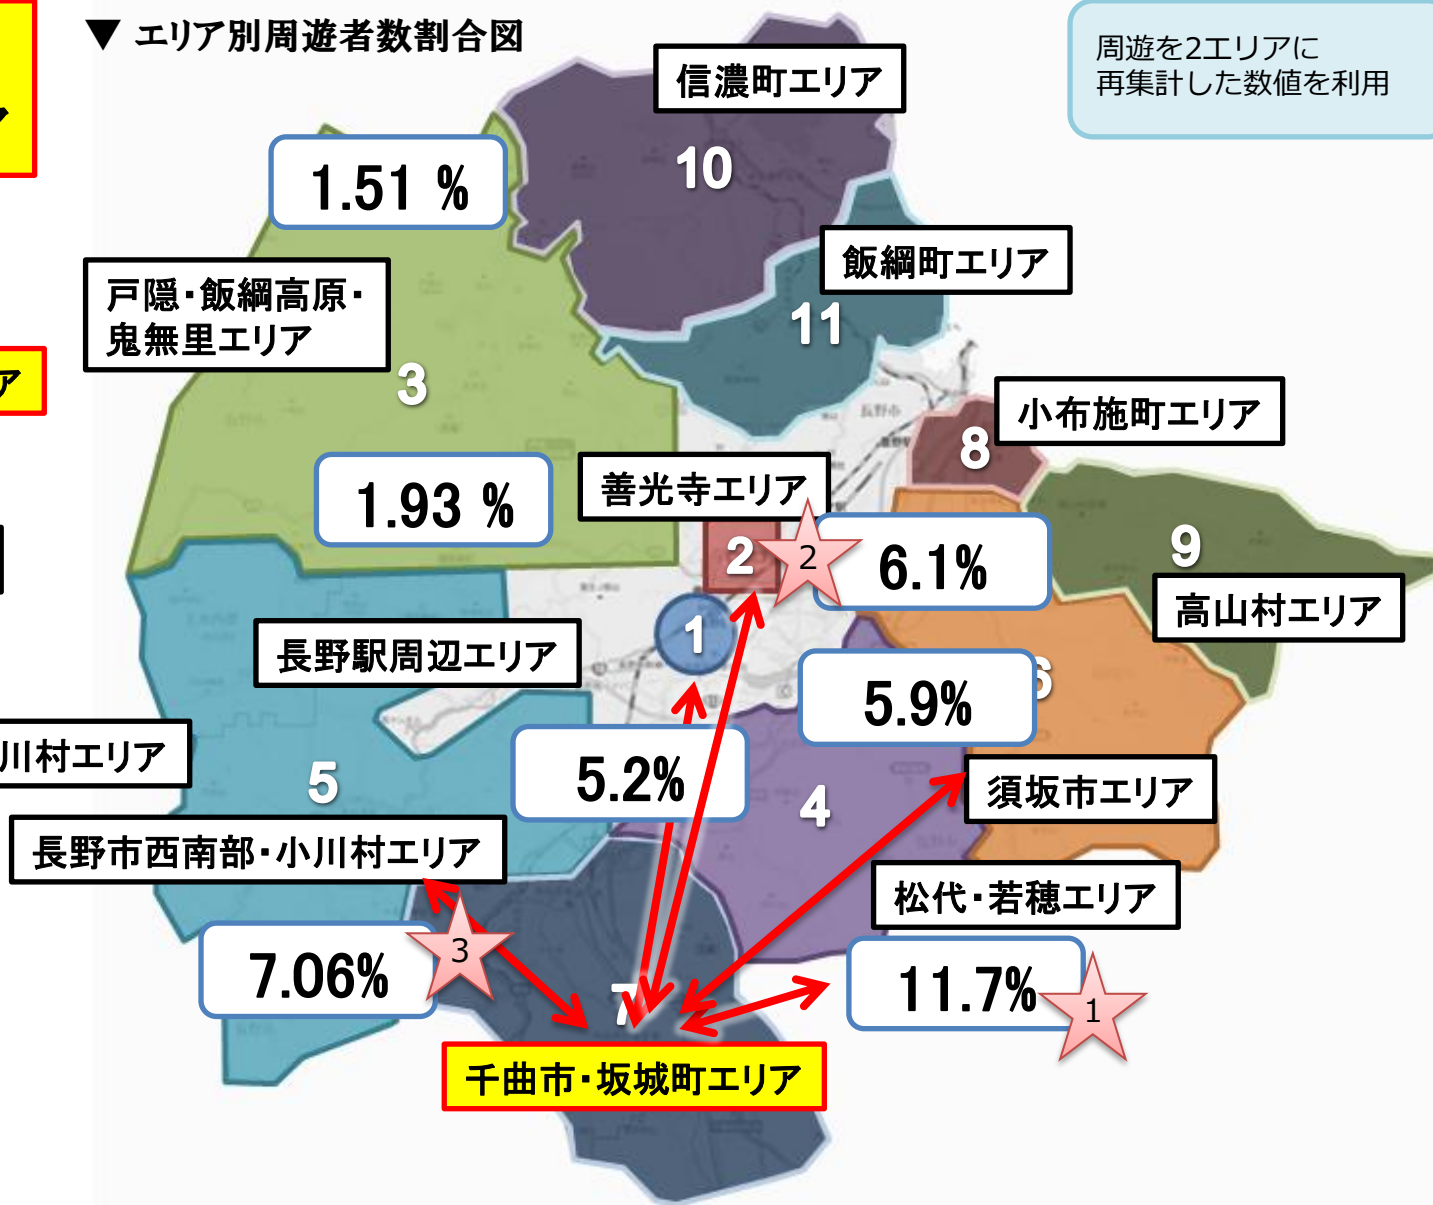 ▼ エリア別周遊者数割合図
周遊を2エリアに
再集計した数値を利用
ア
信濃町エリア
10
1.51 %
飯綱町エリア
11
戸隠・飯綱高原・
鬼無里エリア
3
ア
小布施町エリア
8
善光寺エリア
1.93 %
2
2
6.1%
9
高山村エリア
1
長野駅周辺エリア
6
5.9%
川村エリア
5
5.2%
4
須坂市エリア
長野市西南部・小川村エリア
松代・若穂エリア
7.06%
3
7
11.7%
1
千曲市・坂城町エリア